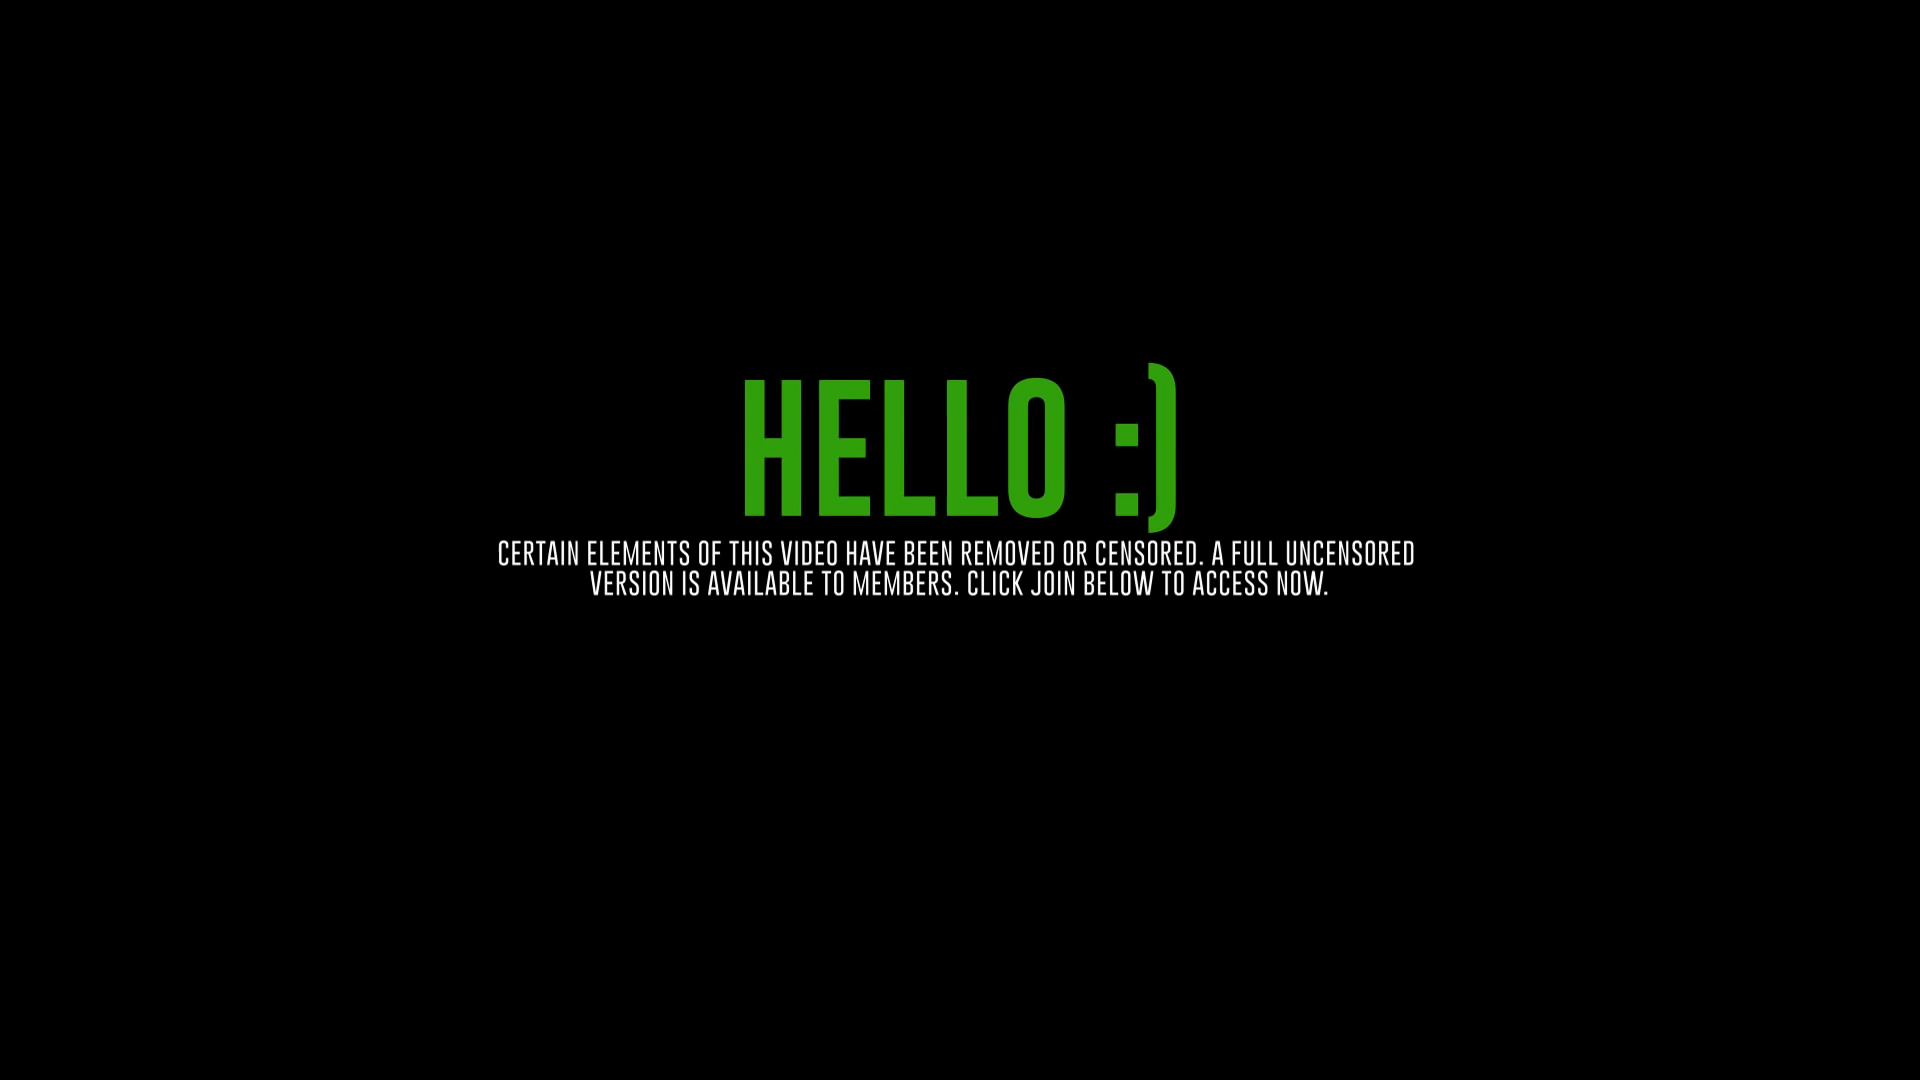 HELLO :)
CERTAIN ELEMENTS OF THIS VIDEO HAVE BEEN REMOVED OR CENSORED. A FULL UNCENSORED
VERSION IS AVAILABLE TO MEMBERS. CLICK JOIN BELOW TO ACCESS NOW.